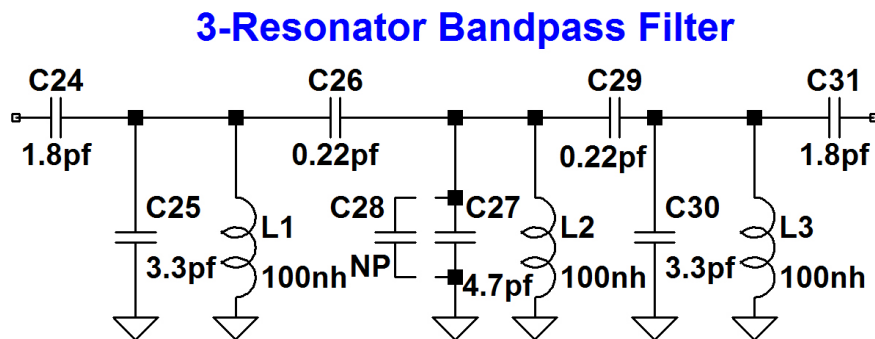 3-Resonator Bandpass Filter
C24
C26
C29
C31
1.8pf
0.22pf
0.22pf
1.8pf
C25
L1
C28
C27
L2
C30
L3
3.3pf
100nh
NP
4.7pf
100nh
3.3pf
100nh